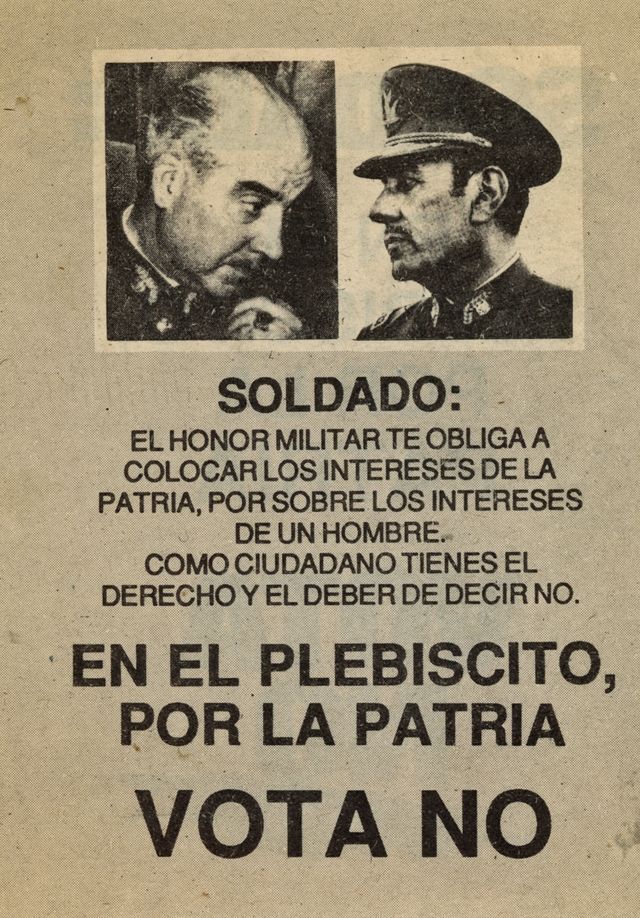 SOLDADO:
EL HONOR MILITAR TE OBLIGA A
COLOCAR LOS INTERESES DE LA
PATRIA, POR SOBRE LOS INTERESES
DE UN HOMBRE.
COMO CIUDADANO TIENES EL
DERECHO Y EL DEBER DE DECIR NO.
EN EL PLEBISCITO,
POR LA PATRIA
VOTA NO